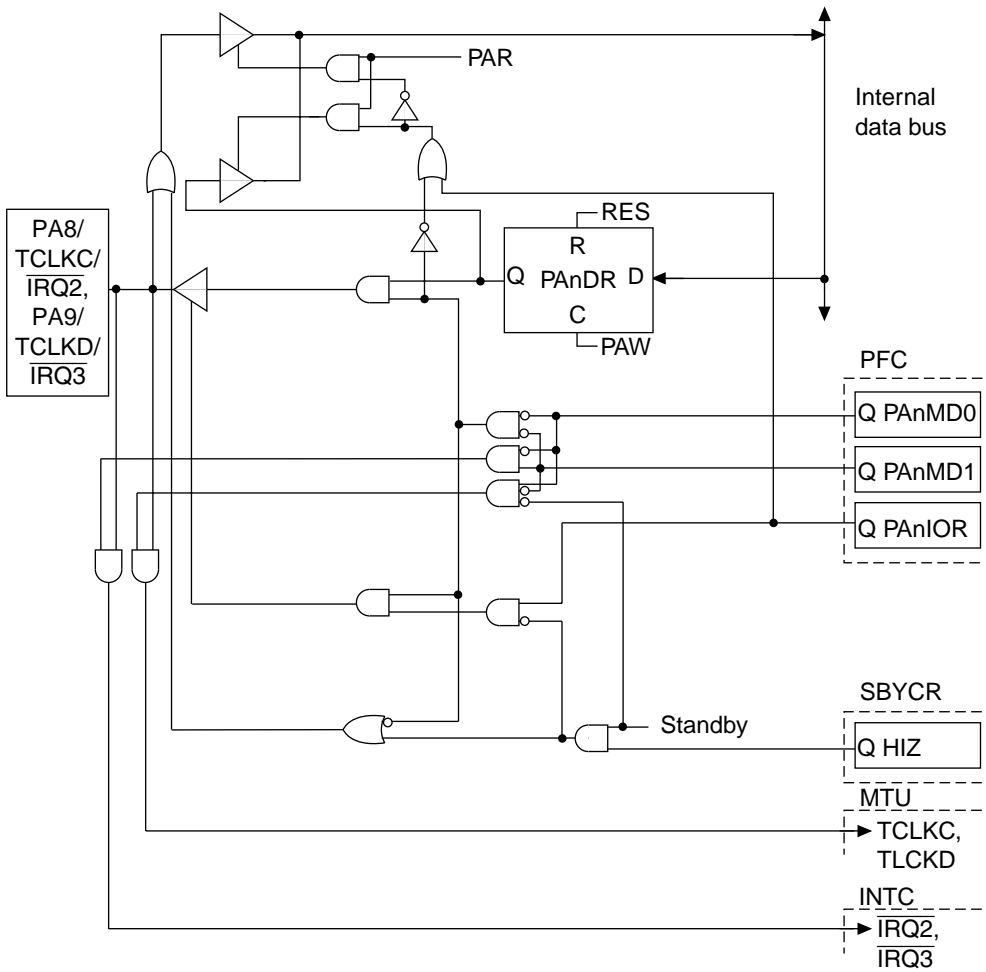 PAR
Internal
data bus
PA8/
TCLKC/
IRQ2,
PA9/
TCLKD/
IRQ3
RES
R
Q PAnDR D
C
PAW
PFC
Q PAnMD0
Q PAnMD1
Q PAnIOR
SBYCR
Standby
Q HIZ
MTU
TCLKC,
TLCKD
INTC
IRQ2,
IRQ3